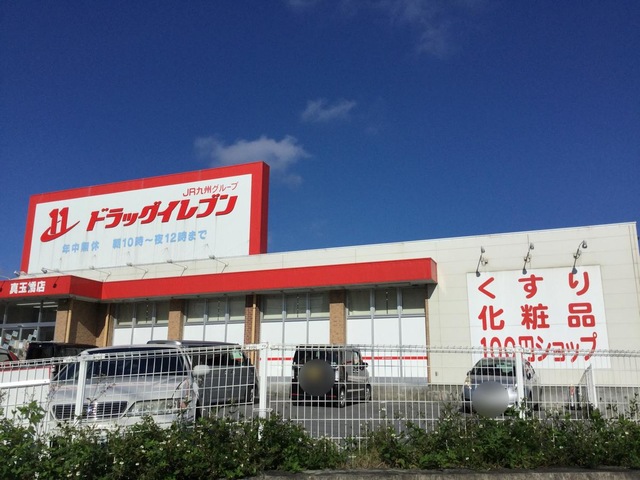 JR九州グループ
ドラッグイレブン
年中無休 朝10時～夜12時まで
真玉橋店
くすり
化粧品
100円ショップ